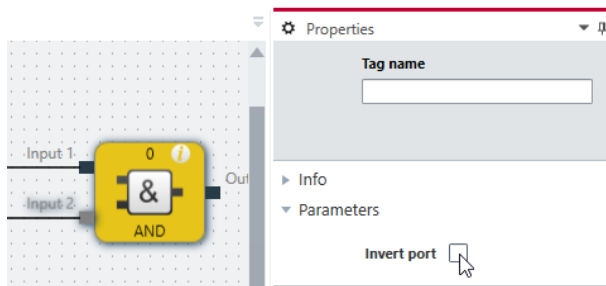 Properties
Tag name
Input 1
0
i
Out
&
Input 2
AND
Info
Parameters
Invert port